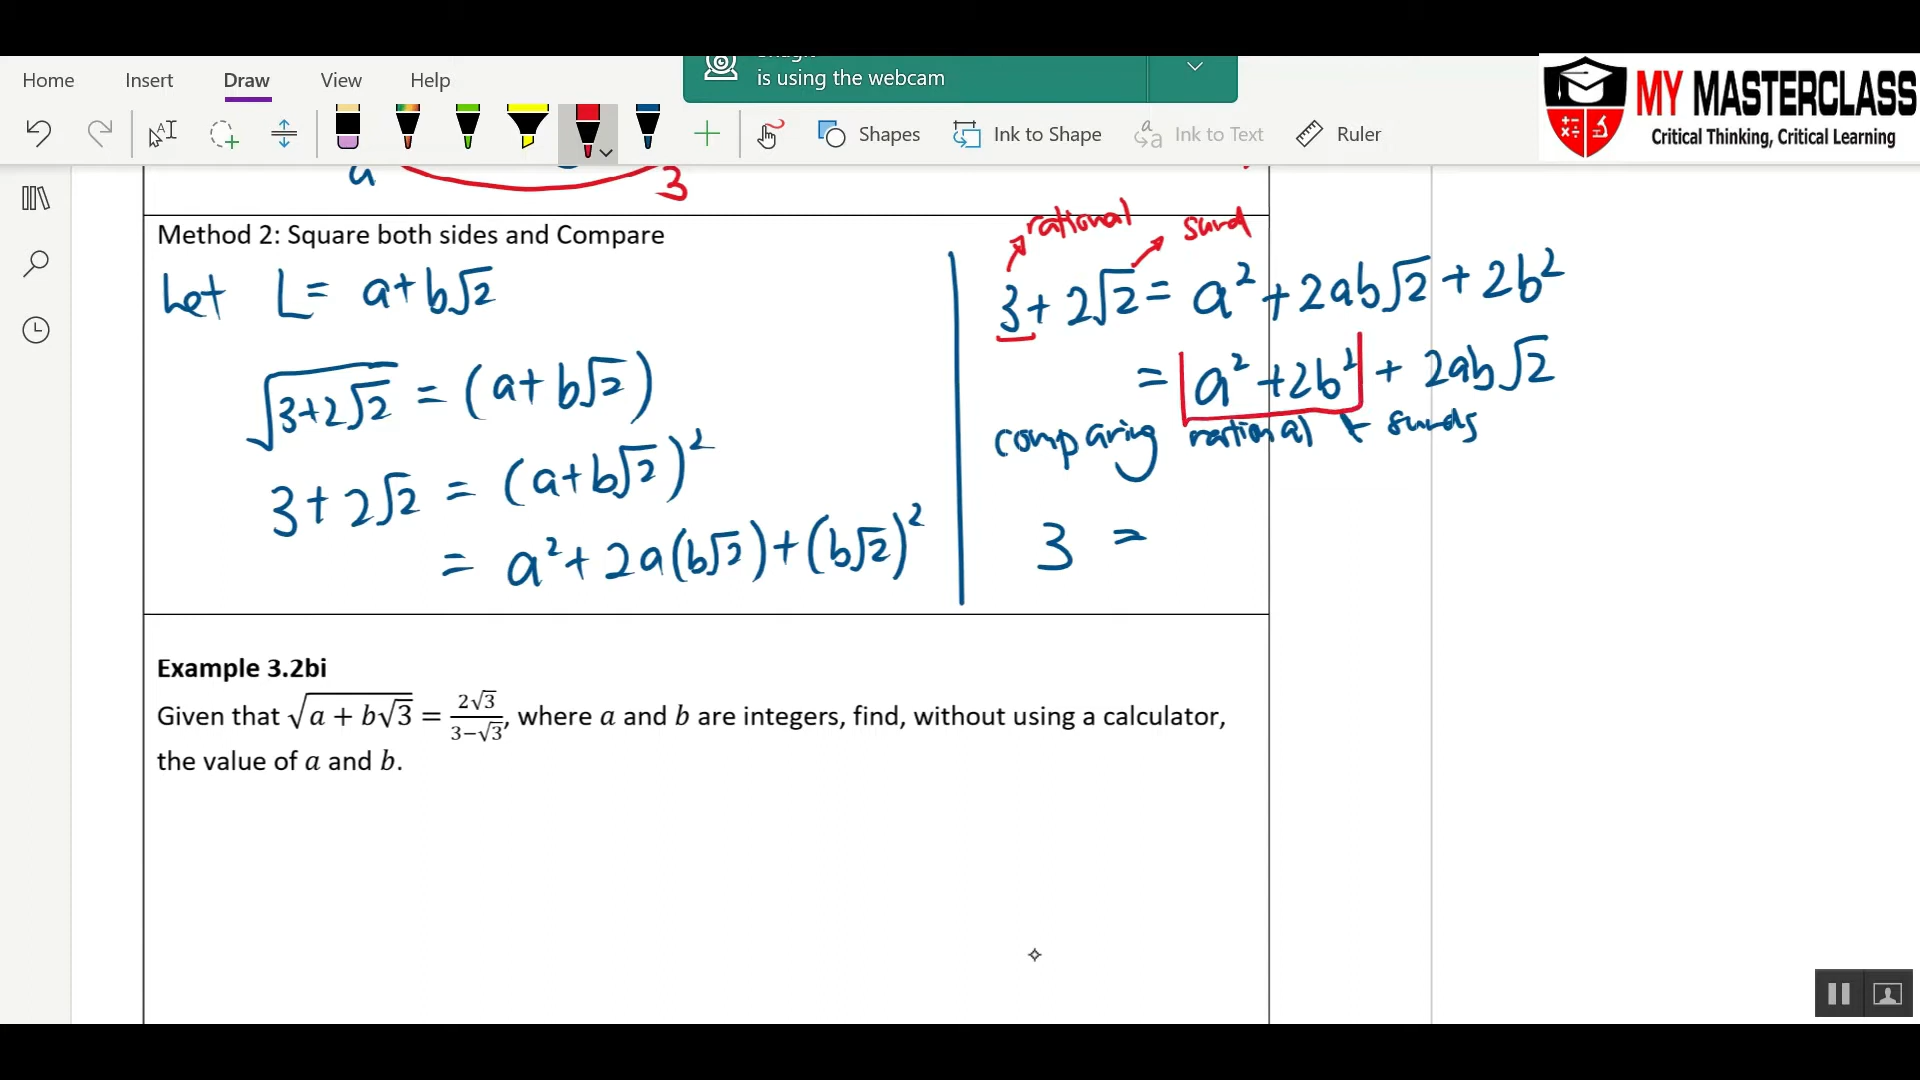 is using the webcam
Home Insert Draw View Help
MY MASTERCLASS
Critical Thinking, Critical Learning
Shapes Ink to Shape Ink to Text Ruler
a 3
Method 2: Square both sides and Compare
Let L = a+b√2
√(3+2√2) = (a+b√2)
3+2√2 = (a+b√2)²
= a²+2a(b√2)+(b√2)²
rational surd
3+2√2 = a²+2ab√2+2b²
= a²+2b² + 2ab√2
comparing rational & surds
3 =
Example 3.2bi
Given that √(a + b√3) = 2√3/(3−√3), where a and b are integers, find, without using a calculator,
the value of a and b.